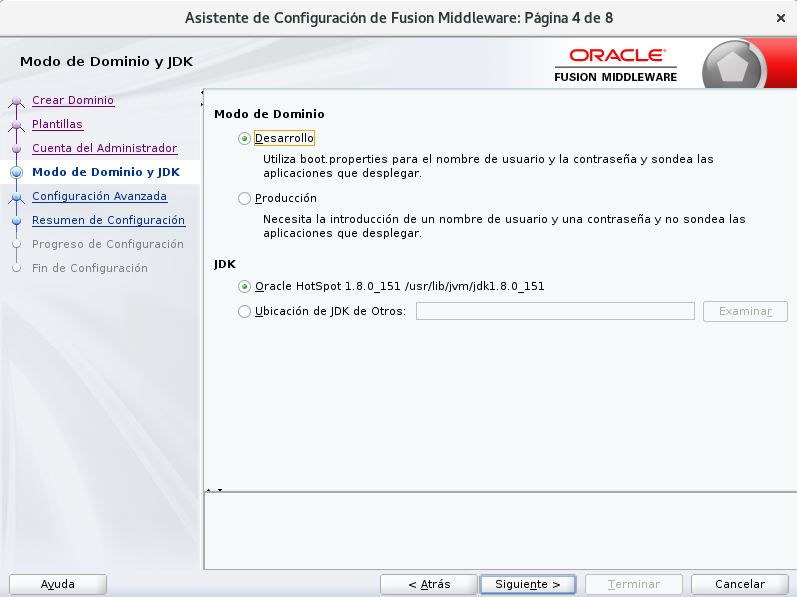 Asistente de Configuración de Fusion Middleware: Página 4 de 8
Modo de Dominio y JDK
ORACLE
FUSION MIDDLEWARE
Crear Dominio
Plantillas
Cuenta del Administrador
Modo de Dominio y JDK
Configuración Avanzada
Resumen de Configuración
Progreso de Configuración
Fin de Configuración
Modo de Dominio
Desarrollo
Utiliza boot.properties para el nombre de usuario y la contraseña y sondea las
aplicaciones que desplegar.
Producción
Necesita la introducción de un nombre de usuario y una contraseña y no sondea las
aplicaciones que desplegar.
JDK
Oracle HotSpot 1.8.0_151 /usr/lib/jvm/jdk1.8.0_151
Ubicación de JDK de Otros:
Examinar
Ayuda
< Atrás
Siguiente >
Terminar
Cancelar